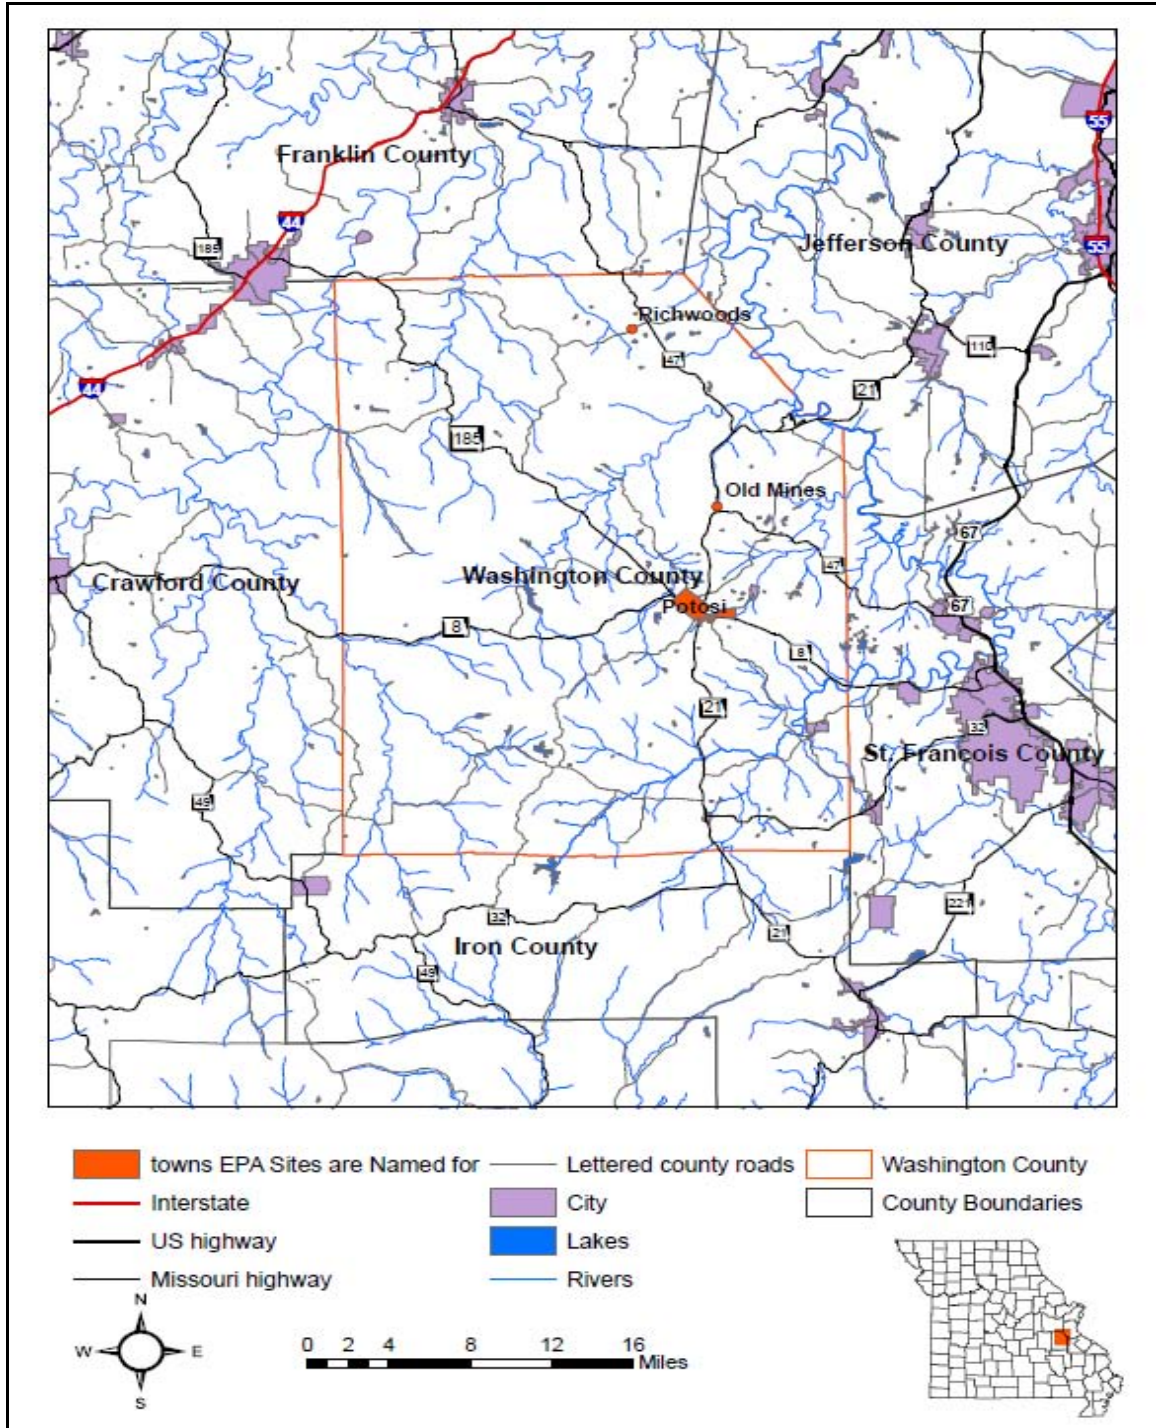 55
Franklin County
44
185
Jefferson County
55
Richwoods
110
47
44
21
185
Old Mines
67
47
Crawford County
Washington County
67
Potosi
8
8
21
32
St. Francois County
49
221
32
21
Iron County
49
towns EPA Sites are Named for
Lettered county roads
Washington County
Interstate
City
County Boundaries
US highway
Lakes
Missouri highway
Rivers
N
W
E
S
0 2 4 8 12 16
Miles